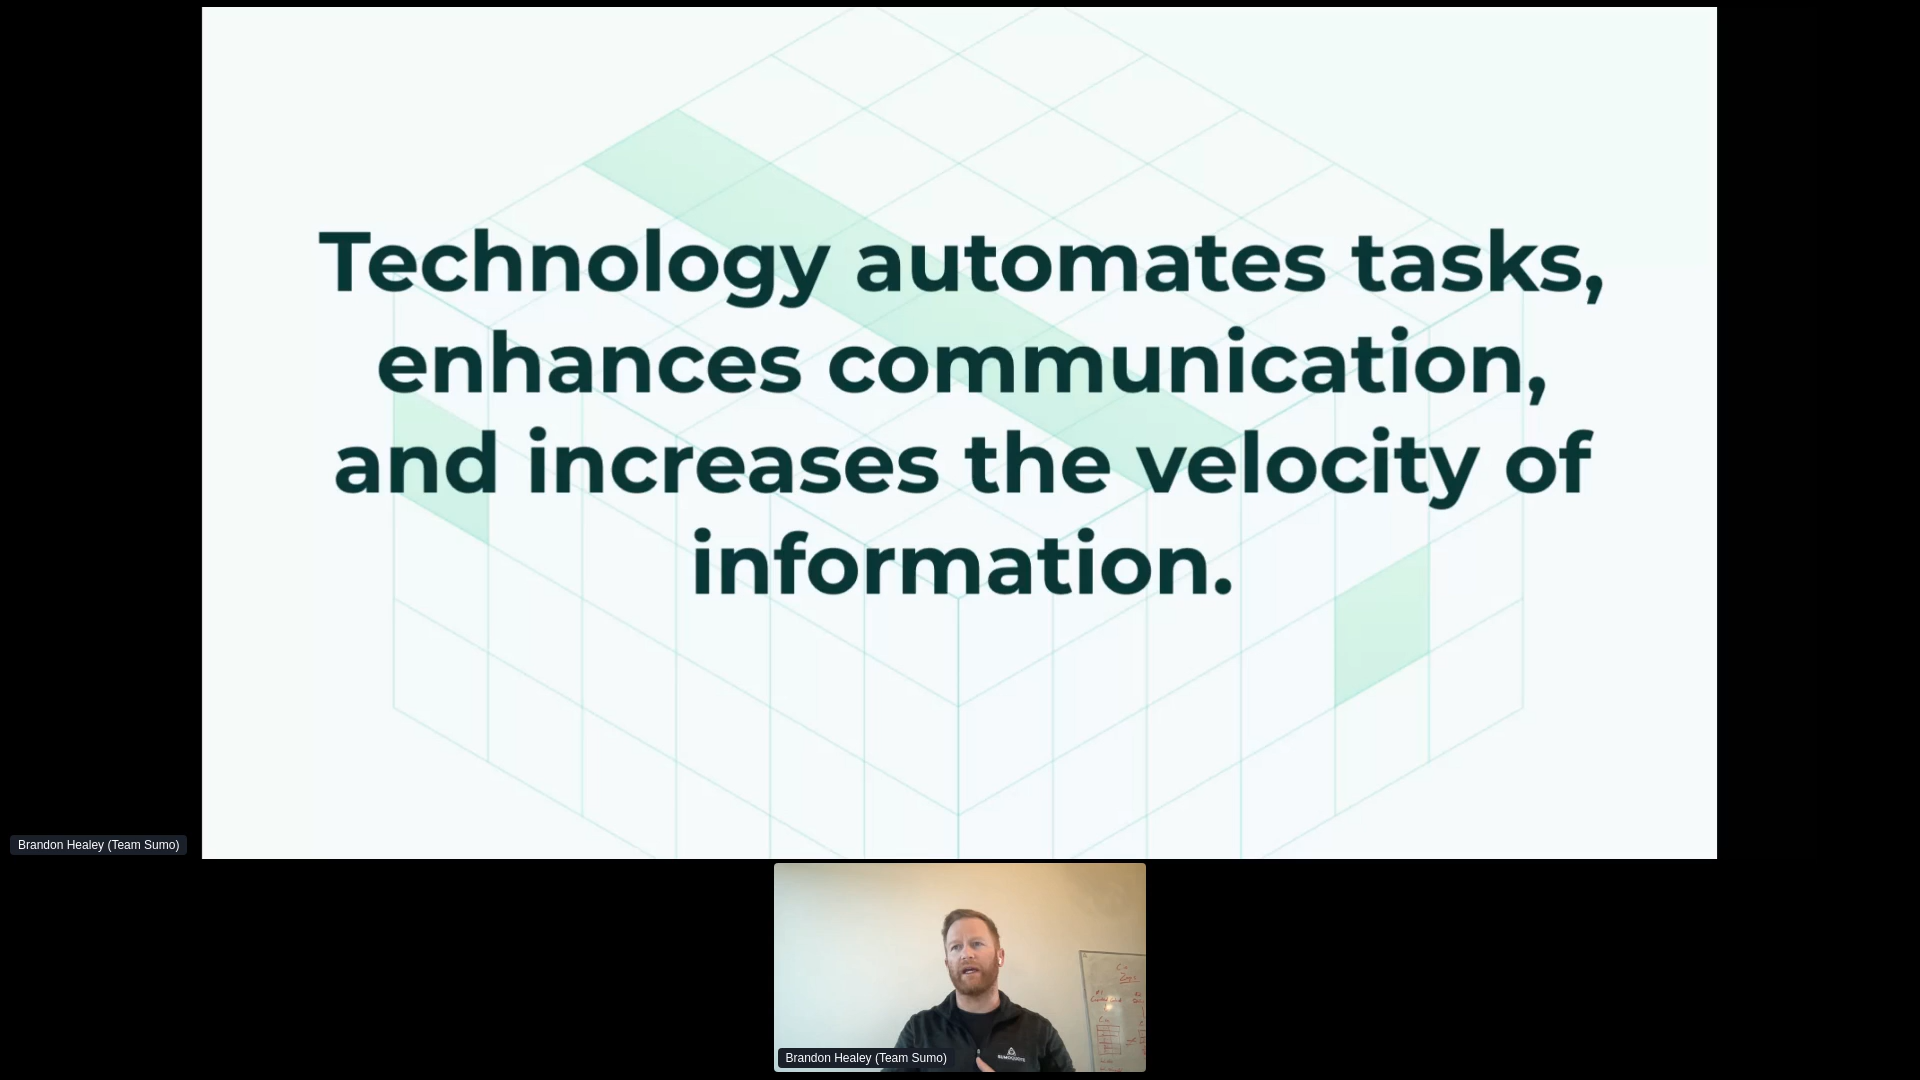 Technology automates tasks,
enhances communication,
and increases the velocity of
information.
Brandon Healey (Team Sumo)
Brandon Healey (Team Sumo)